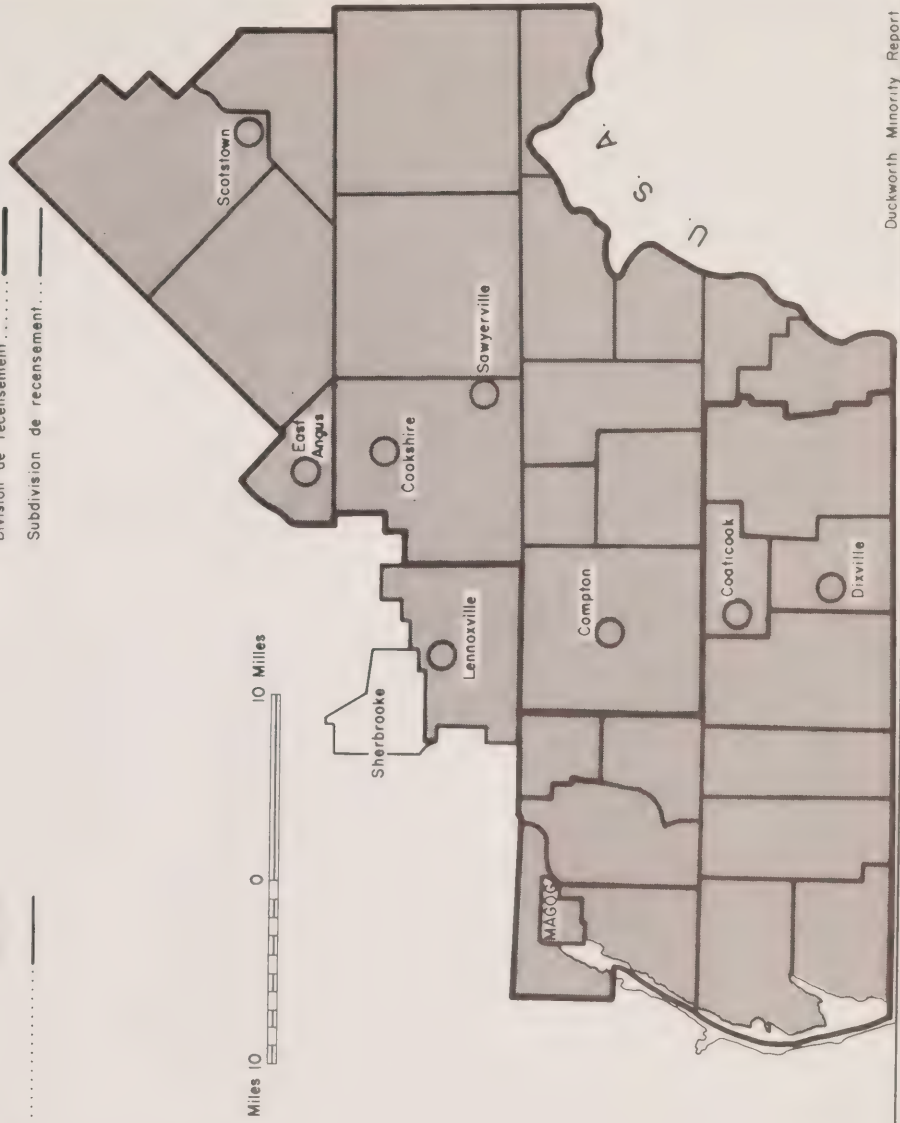 Division de recensement
Subdivision de recensement
Scotstown
East
Angus
Cookshire
Sawyerville
Miles 10 0 10 Milles
Sherbrooke
Lennoxville
Compton
Coaticook
Dixville
MAGOG
U. S. A.
Duckworth Minority Report